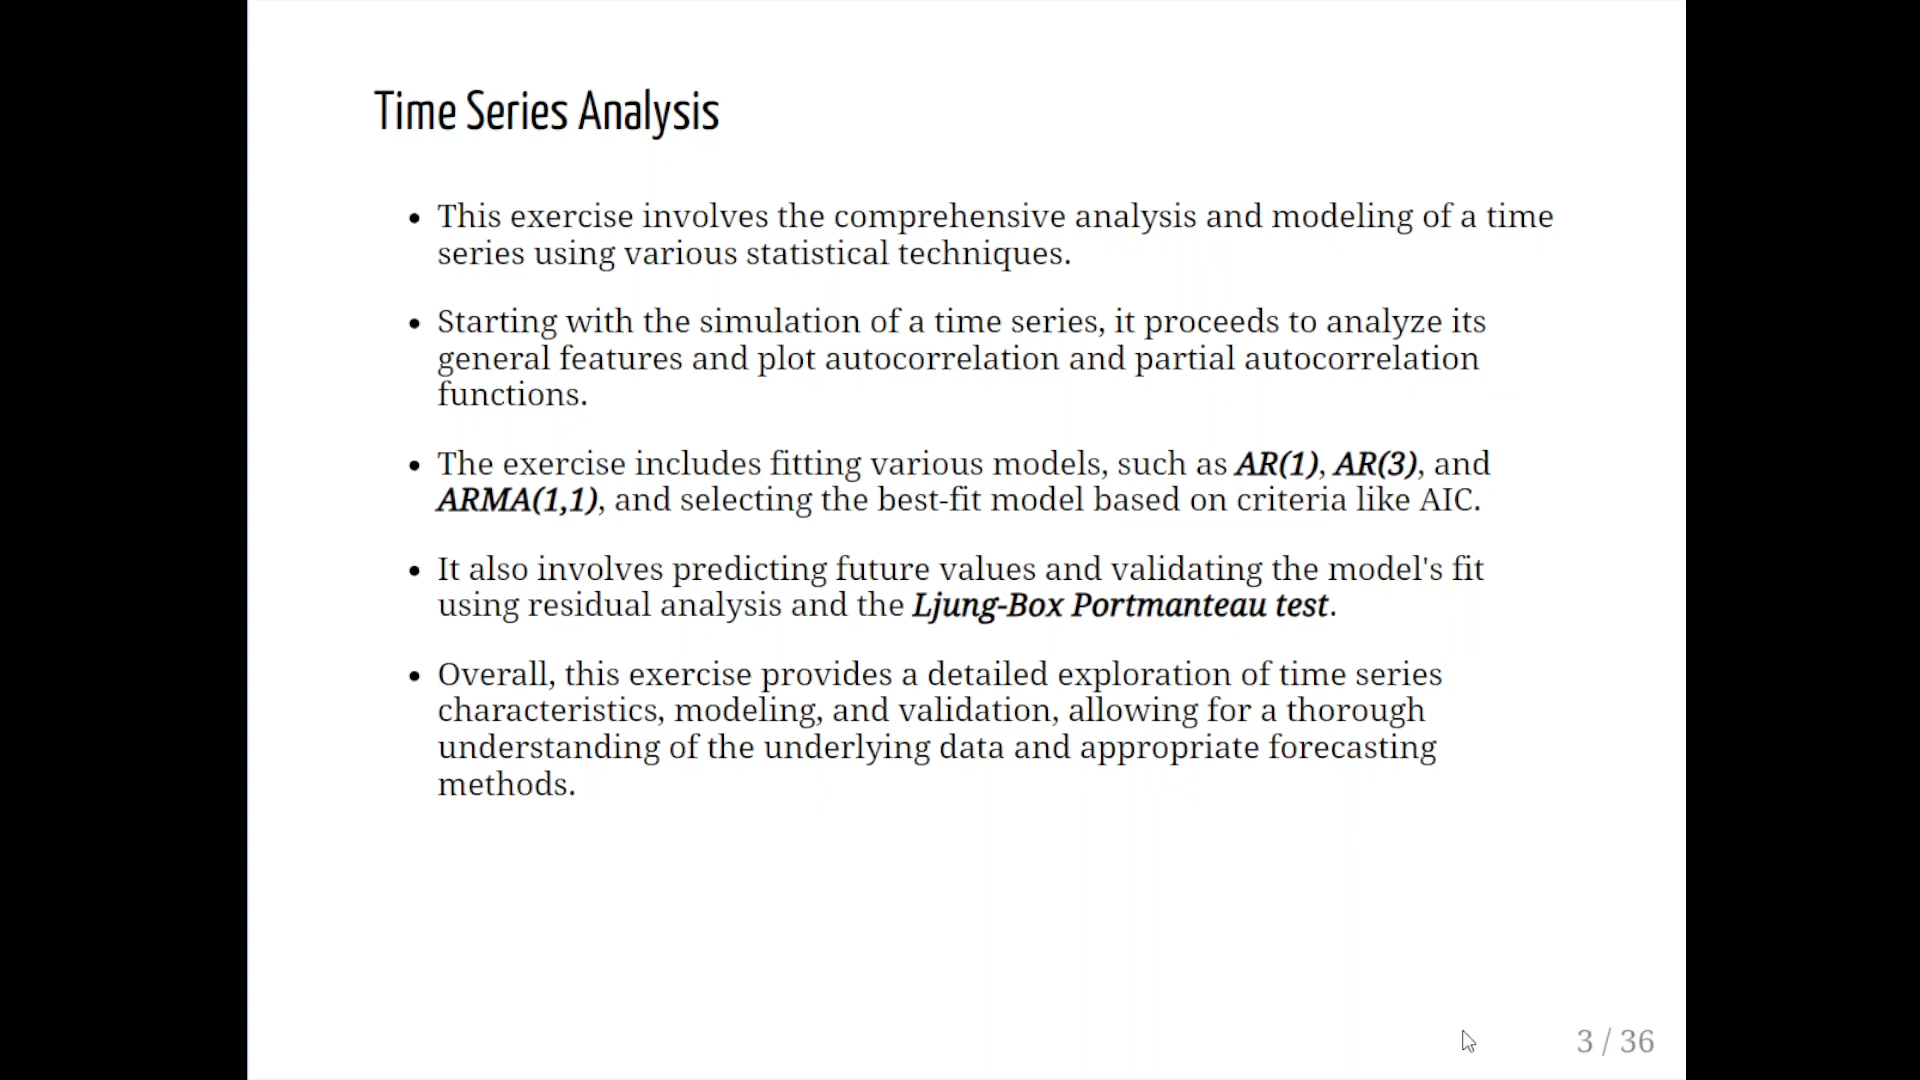 Time Series Analysis
• This exercise involves the comprehensive analysis and modeling of a time
series using various statistical techniques.
• Starting with the simulation of a time series, it proceeds to analyze its
general features and plot autocorrelation and partial autocorrelation
functions.
• The exercise includes fitting various models, such as AR(1), AR(3), and
ARMA(1,1), and selecting the best-fit model based on criteria like AIC.
• It also involves predicting future values and validating the model's fit
using residual analysis and the Ljung-Box Portmanteau test.
• Overall, this exercise provides a detailed exploration of time series
characteristics, modeling, and validation, allowing for a thorough
understanding of the underlying data and appropriate forecasting
methods.
3 / 36